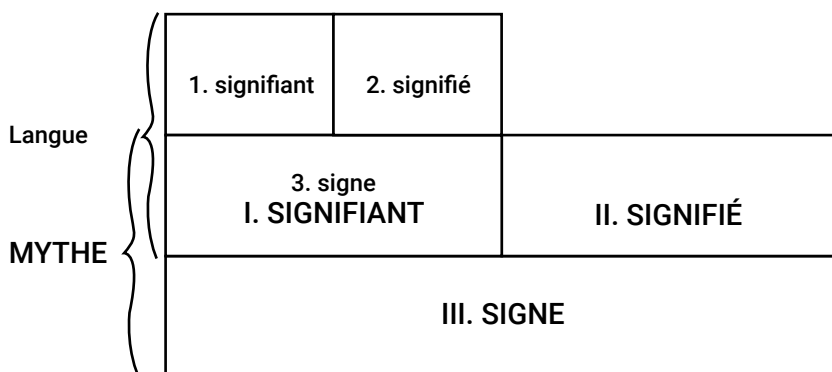 1. signifiant
2. signifié
Langue
3. signe
I. SIGNIFIANT
II. SIGNIFIÉ
MYTHE
III. SIGNE